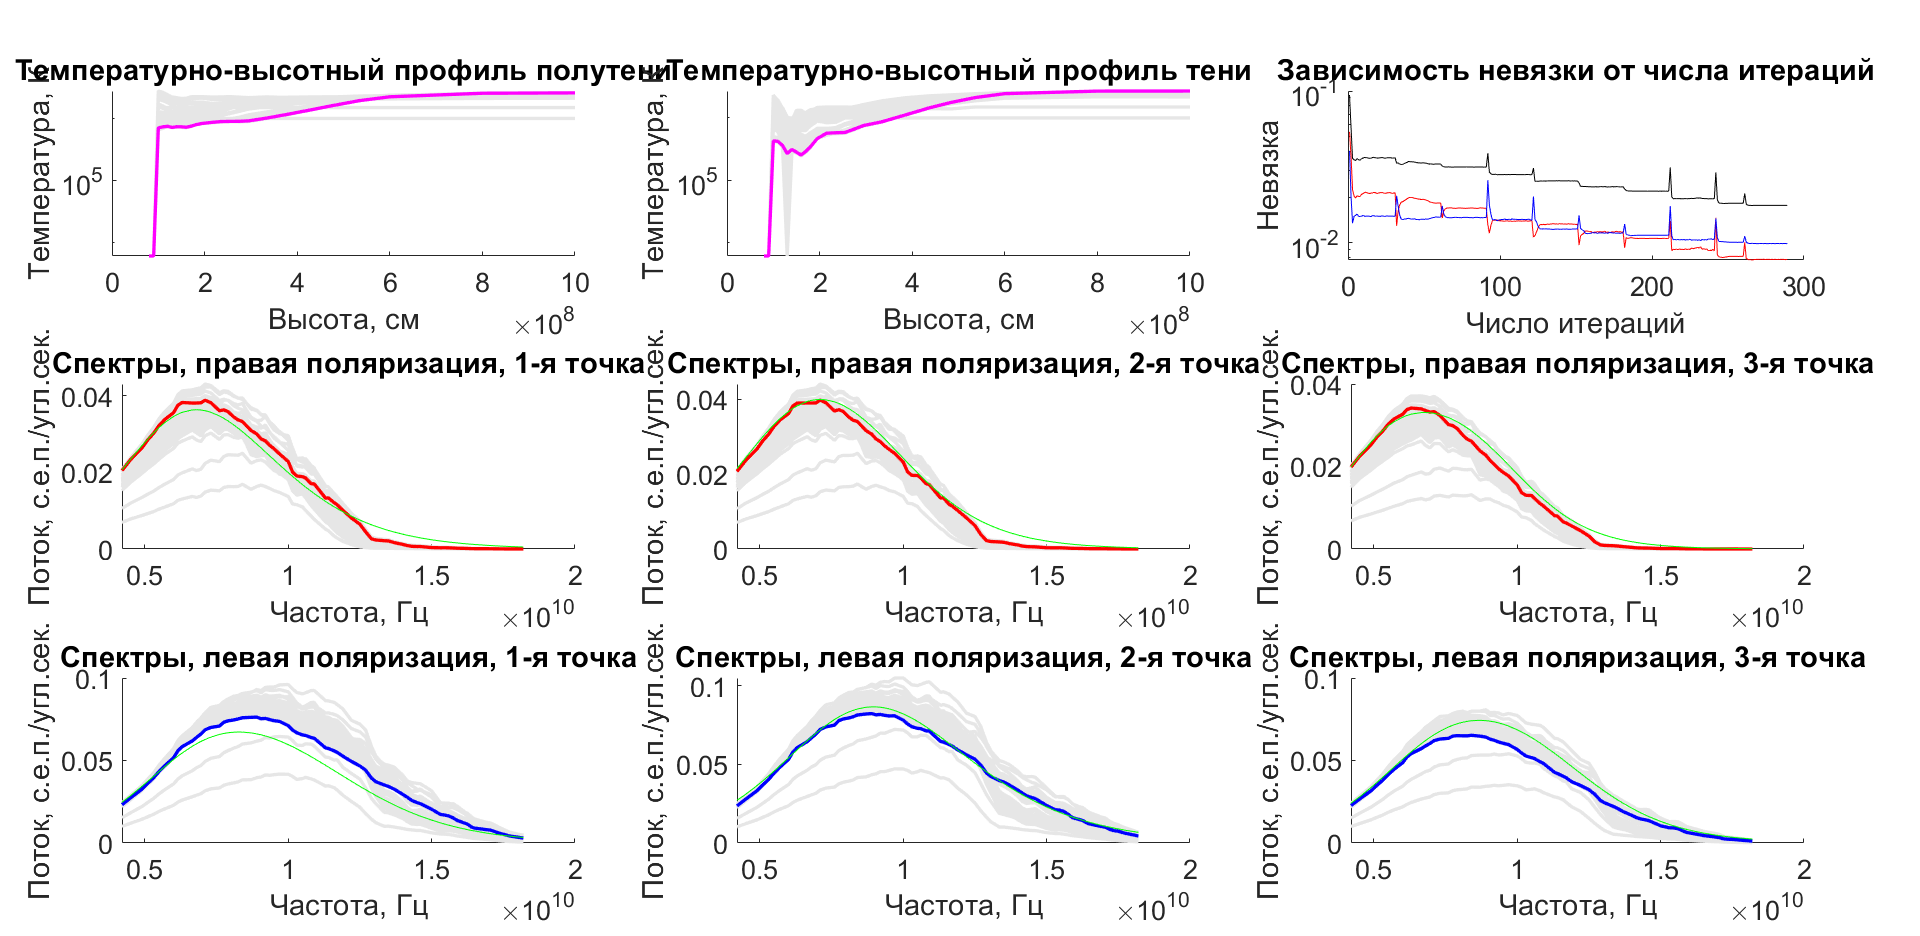 Температурно-высотный профиль полутени
Температура, К
10^5
0 2 4 6 8 10
×10^8
Высота, см
Температурно-высотный профиль тени
Температура, К
10^5
0 2 4 6 8 10
×10^8
Высота, см
Зависимость невязки от числа итераций
Невязка
10^-1
10^-2
0 100 200 300
Число итераций
Спектры, правая поляризация, 1-я точка
Поток, с.е.п./угл.сек.
0.04
0.02
0
0.5 1 1.5 2
×10^10
Частота, Гц
Спектры, правая поляризация, 2-я точка
Поток, с.е.п./угл.сек.
0.04
0.02
0
0.5 1 1.5 2
×10^10
Частота, Гц
Спектры, правая поляризация, 3-я точка
Поток, с.е.п./угл.сек.
0.04
0.02
0
0.5 1 1.5 2
×10^10
Частота, Гц
Спектры, левая поляризация, 1-я точка
Поток, с.е.п./угл.сек.
0.1
0.05
0
0.5 1 1.5 2
×10^10
Частота, Гц
Спектры, левая поляризация, 2-я точка
Поток, с.е.п./угл.сек.
0.1
0.05
0
0.5 1 1.5 2
×10^10
Частота, Гц
Спектры, левая поляризация, 3-я точка
Поток, с.е.п./угл.сек.
0.1
0.05
0
0.5 1 1.5 2
×10^10
Частота, Гц